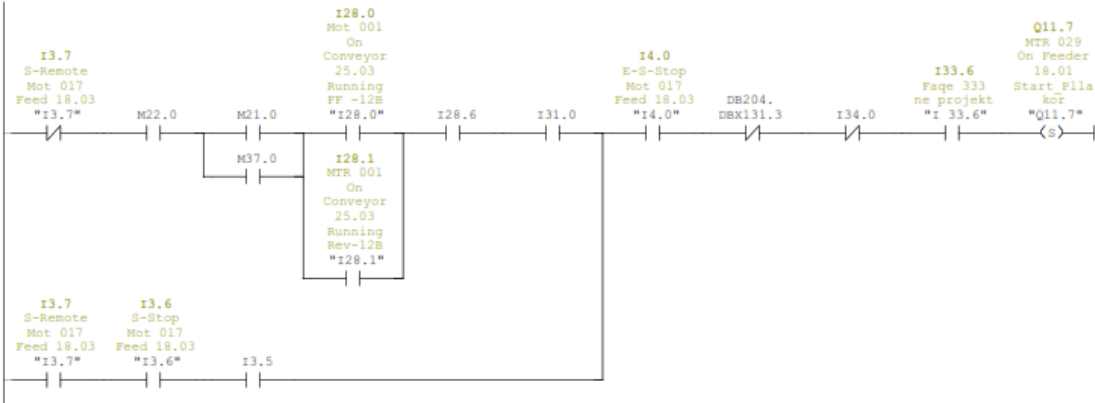 I28.0
Mot 001
On
Conveyor
25.03
Running
FF -12B
"I28.0"
I3.7
S-Remote
Mot 017
Feed 18.03
"I3.7"
M22.0
M21.0
I28.6
I31.0
I4.0
E-S-Stop
Mot 017
Feed 18.03
"I4.0"
DB204.
DBX131.3
I34.0
I33.6
Faqe 333
ne projekt
"I 33.6"
Q11.7
MTR 029
On Feeder
18.01
Start_Plla
kor
"Q11.7"
S
M37.0
I28.1
MTR 001
On
Conveyor
25.03
Running
Rev-12B
"I28.1"
I3.7
S-Remote
Mot 017
Feed 18.03
"I3.7"
I3.6
S-Stop
Mot 017
Feed 18.03
"I3.6"
I3.5